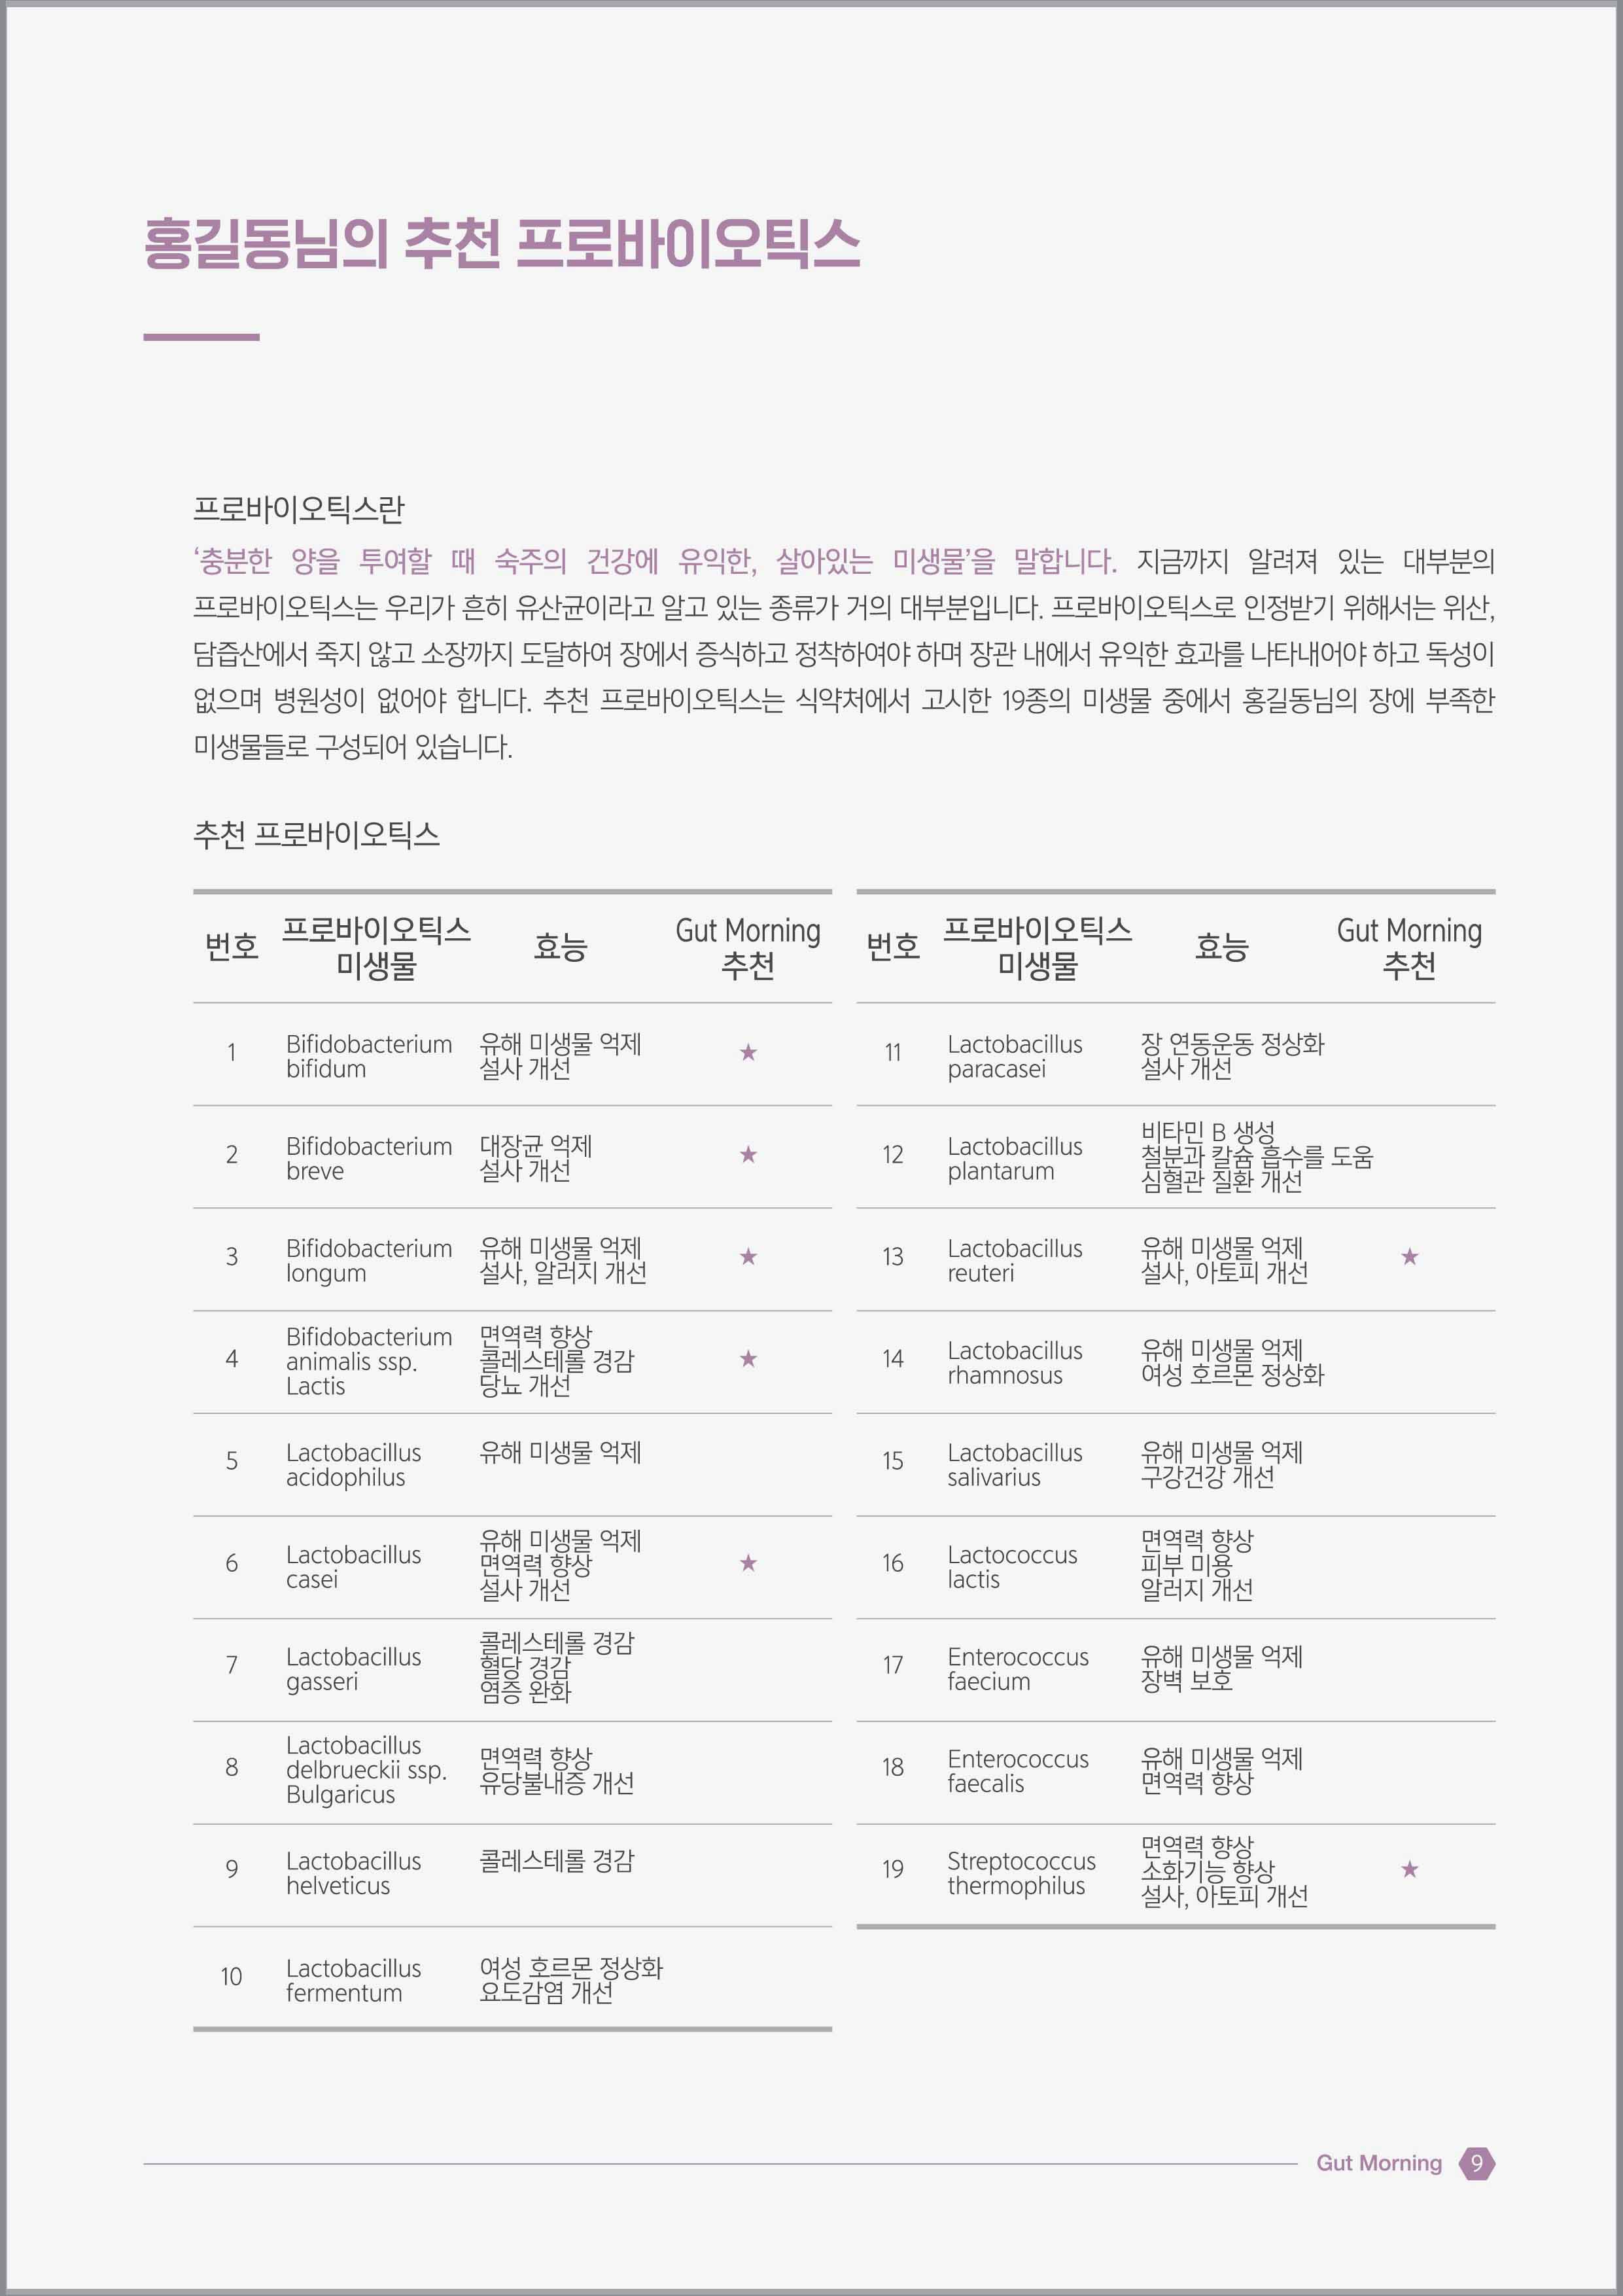 홍길동님의 추천 프로바이오틱스
프로바이오틱스란
‘충분한 양을 투여할 때 숙주의 건강에 유익한, 살아있는 미생물’을 말합니다. 지금까지 알려져 있는 대부분의
프로바이오틱스는 우리가 흔히 유산균이라고 알고 있는 종류가 거의 대부분입니다. 프로바이오틱스로 인정받기 위해서는 위산,
담즙산에서 죽지 않고 소장까지 도달하여 장에서 증식하고 정착하여야 하며 장관 내에서 유익한 효과를 나타내어야 하고 독성이
없으며 병원성이 없어야 합니다. 추천 프로바이오틱스는 식약처에서 고시한 19종의 미생물 중에서 홍길동님의 장에 부족한
미생물들로 구성되어 있습니다.
추천 프로바이오틱스
번호
프로바이오틱스
미생물
효능
Gut Morning
추천
1
Bifidobacterium
bifidum
유해 미생물 억제
설사 개선
★
2
Bifidobacterium
breve
대장균 억제
설사 개선
★
3
Bifidobacterium
longum
유해 미생물 억제
설사, 알러지 개선
★
4
Bifidobacterium
animalis ssp.
Lactis
면역력 향상
콜레스테롤 경감
당뇨 개선
★
5
Lactobacillus
acidophilus
유해 미생물 억제
6
Lactobacillus
casei
유해 미생물 억제
면역력 향상
설사 개선
★
7
Lactobacillus
gasseri
콜레스테롤 경감
혈당 경감
염증 완화
8
Lactobacillus
delbrueckii ssp.
Bulgaricus
면역력 향상
유당불내증 개선
9
Lactobacillus
helveticus
콜레스테롤 경감
10
Lactobacillus
fermentum
여성 호르몬 정상화
요도감염 개선
번호
프로바이오틱스
미생물
효능
Gut Morning
추천
11
Lactobacillus
paracasei
장 연동운동 정상화
설사 개선
12
Lactobacillus
plantarum
비타민 B 생성
철분과 칼슘 흡수를 도움
심혈관 질환 개선
13
Lactobacillus
reuteri
유해 미생물 억제
설사, 아토피 개선
★
14
Lactobacillus
rhamnosus
유해 미생물 억제
여성 호르몬 정상화
15
Lactobacillus
salivarius
유해 미생물 억제
구강건강 개선
16
Lactococcus
lactis
면역력 향상
피부 미용
알러지 개선
17
Enterococcus
faecium
유해 미생물 억제
장벽 보호
18
Enterococcus
faecalis
유해 미생물 억제
면역력 향상
19
Streptococcus
thermophilus
면역력 향상
소화기능 향상
설사, 아토피 개선
★
Gut Morning 9